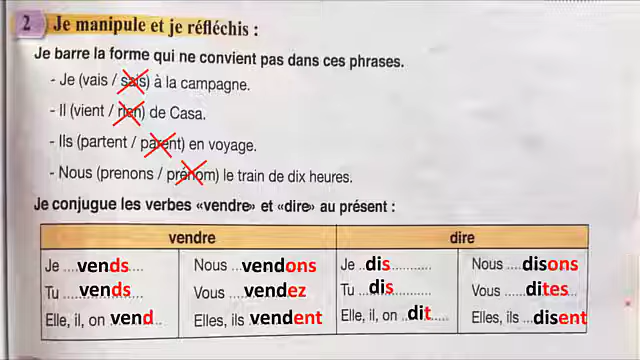 2 Je manipule et je réfléchis :
Je barre la forme qui ne convient pas dans ces phrases.
- Je (vais / sais) à la campagne.
- Il (vient / rien) de Casa.
- Ils (partent / parent) en voyage.
- Nous (prenons / prénom) le train de dix heures.
Je conjugue les verbes «vendre» et «dire» au présent :
vendre dire
Je ....vends.... Nous ...vendons Je ..dis............ Nous ....disons
Tu ....vends.... Vous ....vendez Tu ...dis............ Vous .....dites
Elle, il, on vend. Elles, ils vendent Elle, il, on ..dit Elles, ils .disent